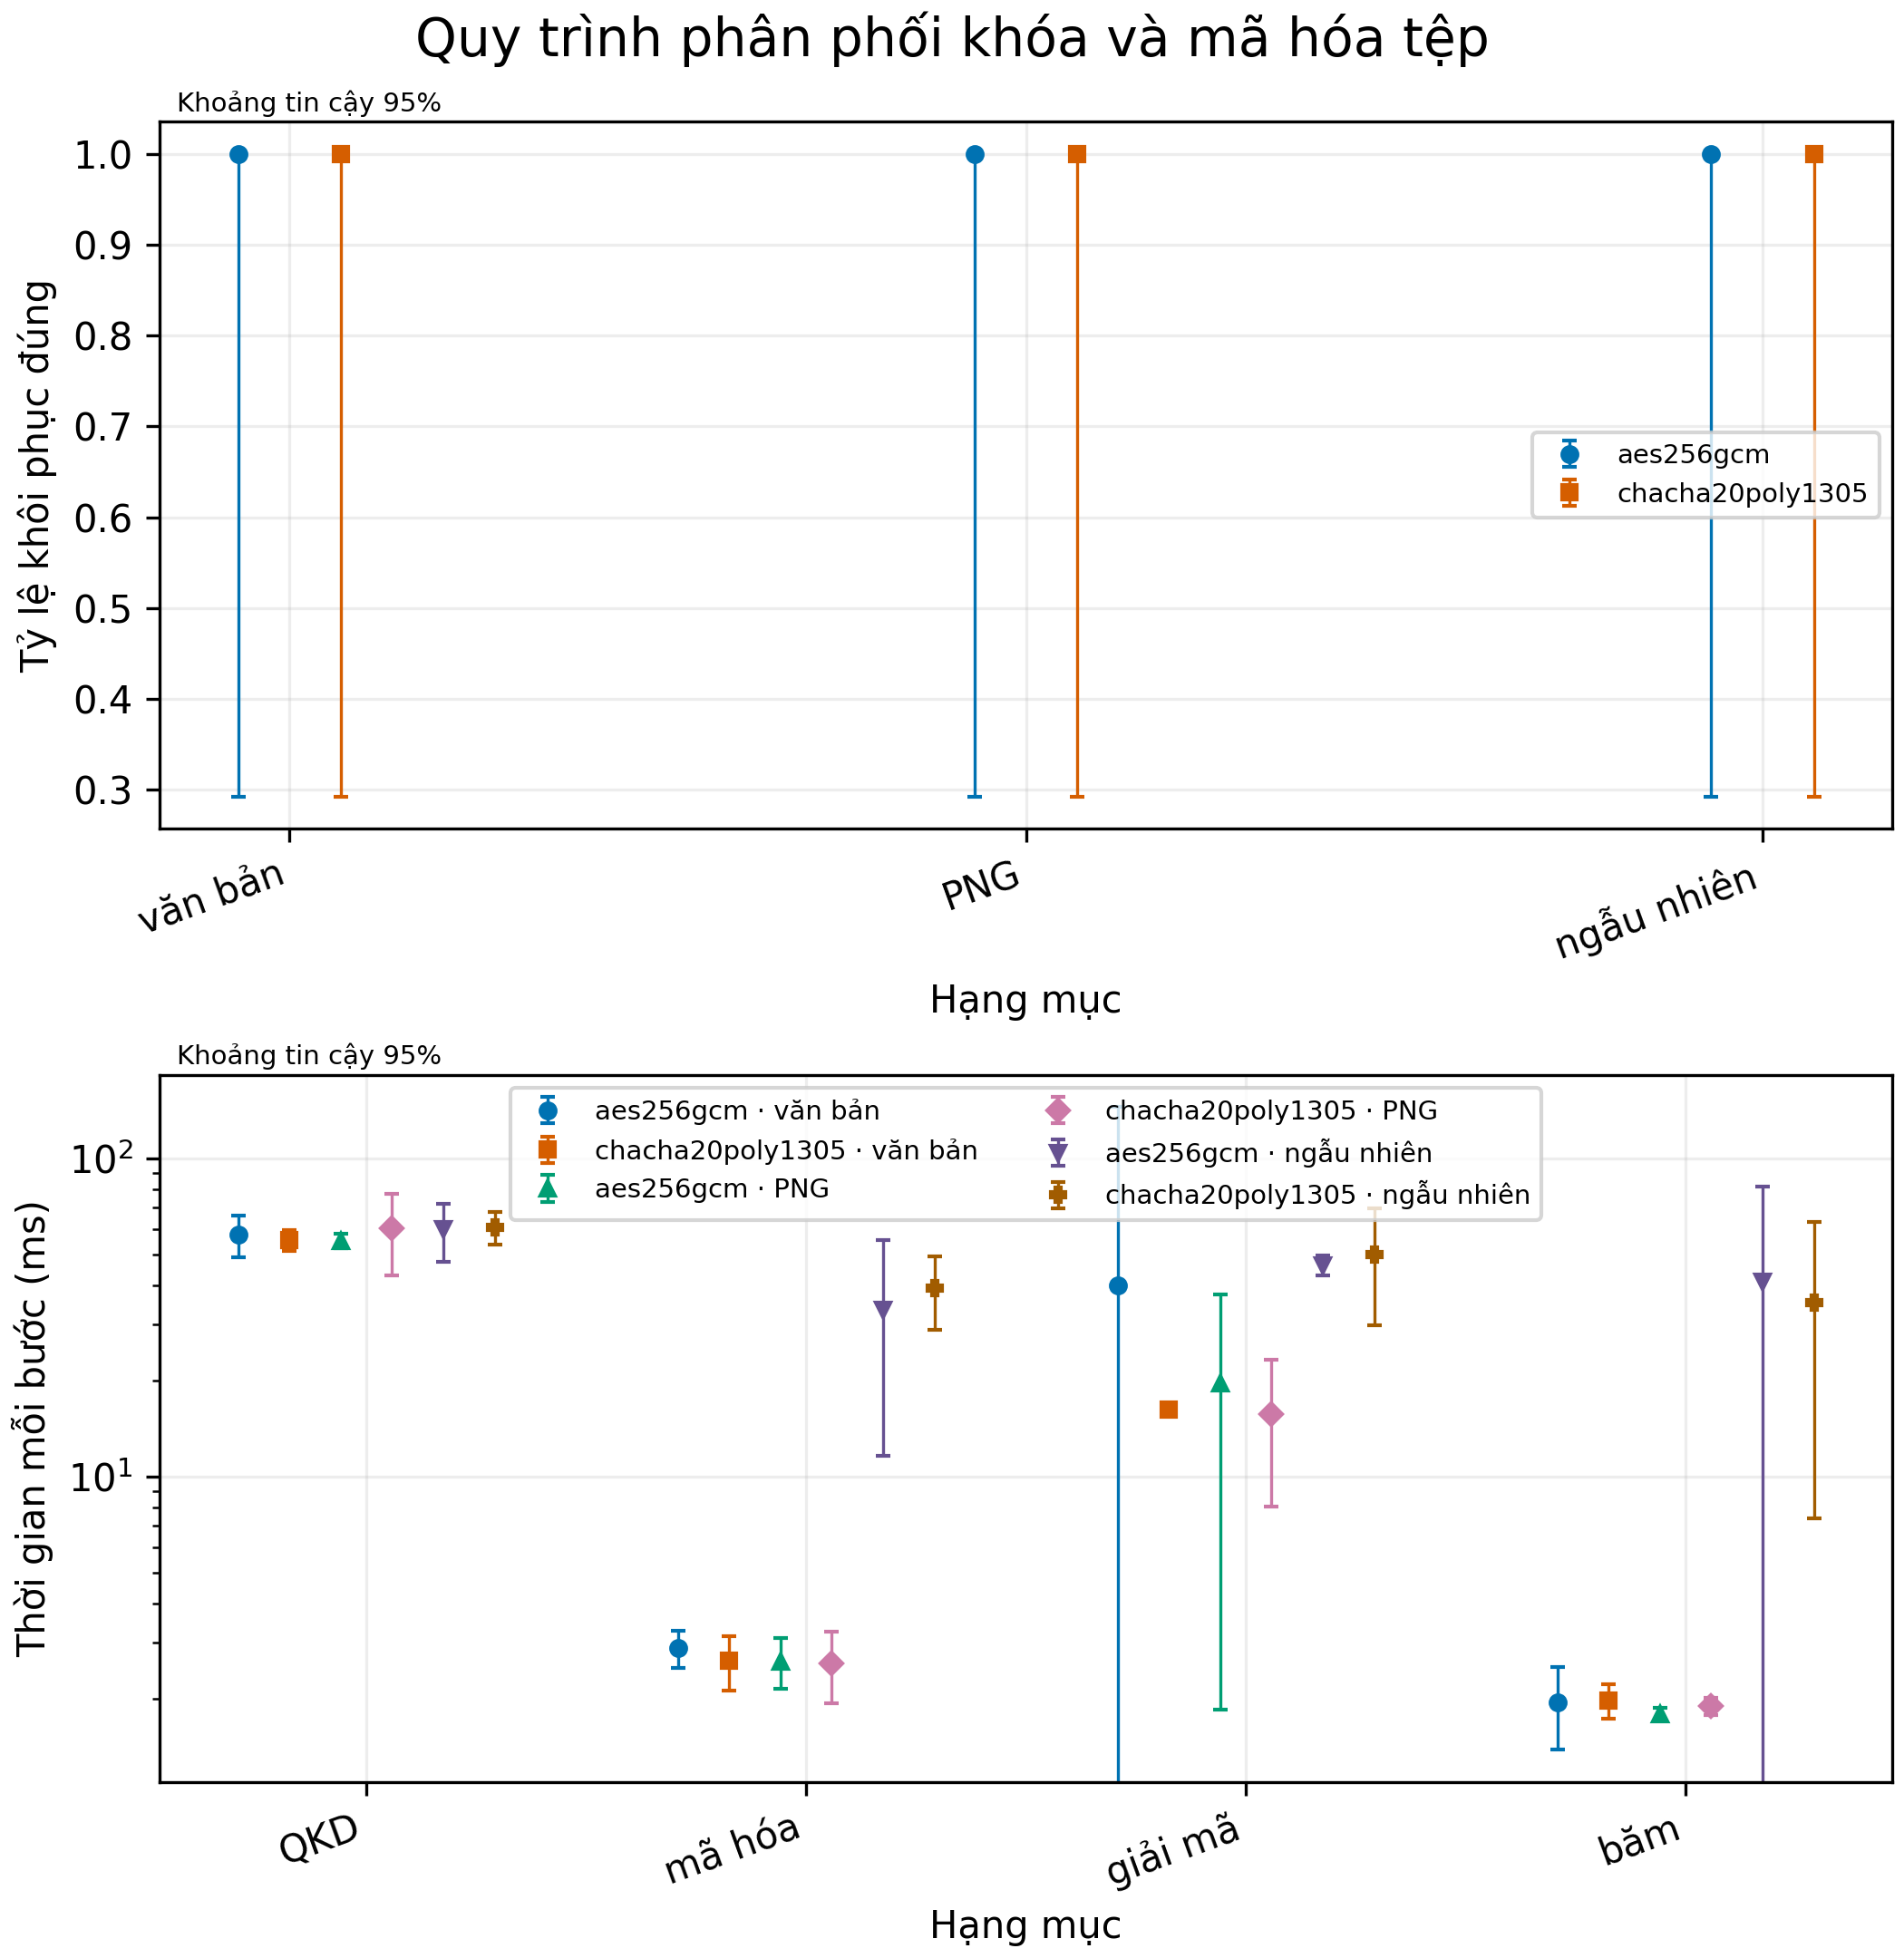 Quy trình phân phối khóa và mã hóa tệp
Khoảng tin cậy 95%
Tỷ lệ khôi phục đúng
1.0
0.9
0.8
0.7
0.6
0.5
0.4
0.3
aes256gcm
chacha20poly1305
văn bản
PNG
ngẫu nhiên
Hạng mục
Khoảng tin cậy 95%
Thời gian mỗi bước (ms)
10²
10¹
aes256gcm · văn bản
chacha20poly1305 · văn bản
aes256gcm · PNG
chacha20poly1305 · PNG
aes256gcm · ngẫu nhiên
chacha20poly1305 · ngẫu nhiên
QKD
mã hóa
giải mã
băm
Hạng mục